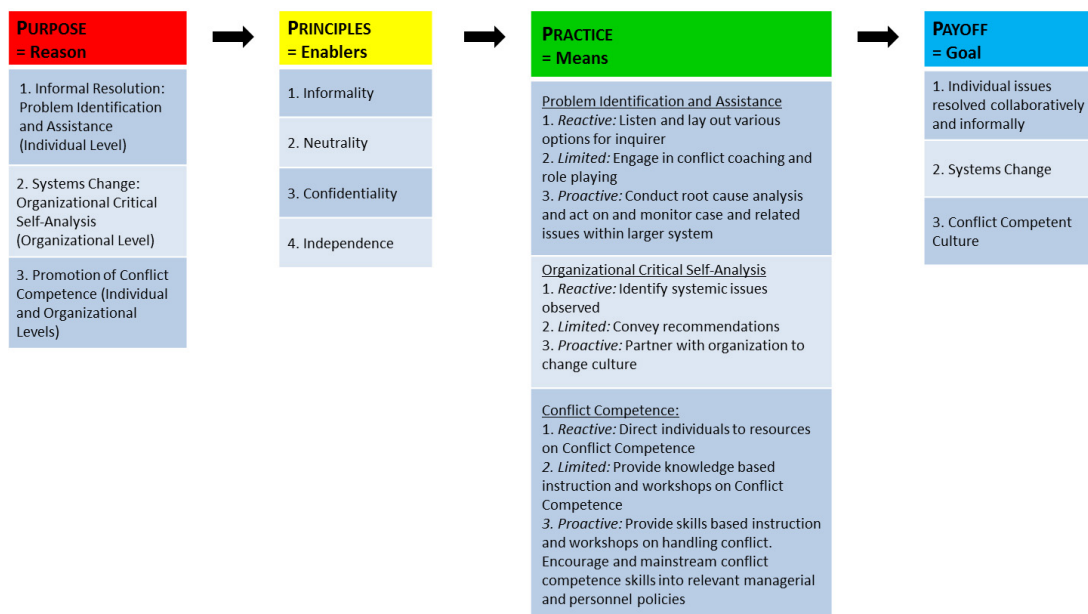 PURPOSE
= Reason
1. Informal Resolution:
Problem Identification
and Assistance
(Individual Level)
2. Systems Change:
Organizational Critical
Self-Analysis
(Organizational Level)
3. Promotion of Conflict
Competence (Individual
and Organizational
Levels)
PRINCIPLES
= Enablers
1. Informality
2. Neutrality
3. Confidentiality
4. Independence
PRACTICE
= Means
Problem Identification and Assistance
1. Reactive: Listen and lay out various
options for inquirer
2. Limited: Engage in conflict coaching and
role playing
3. Proactive: Conduct root cause analysis
and act on and monitor case and related
issues within larger system
Organizational Critical Self-Analysis
1. Reactive: Identify systemic issues
observed
2. Limited: Convey recommendations
3. Proactive: Partner with organization to
change culture
Conflict Competence:
1. Reactive: Direct individuals to resources
on Conflict Competence
2. Limited: Provide knowledge based
instruction and workshops on Conflict
Competence
3. Proactive: Provide skills based instruction
and workshops on handling conflict.
Encourage and mainstream conflict
competence skills into relevant managerial
and personnel policies
PAYOFF
= Goal
1. Individual issues
resolved collaboratively
and informally
2. Systems Change
3. Conflict Competent
Culture